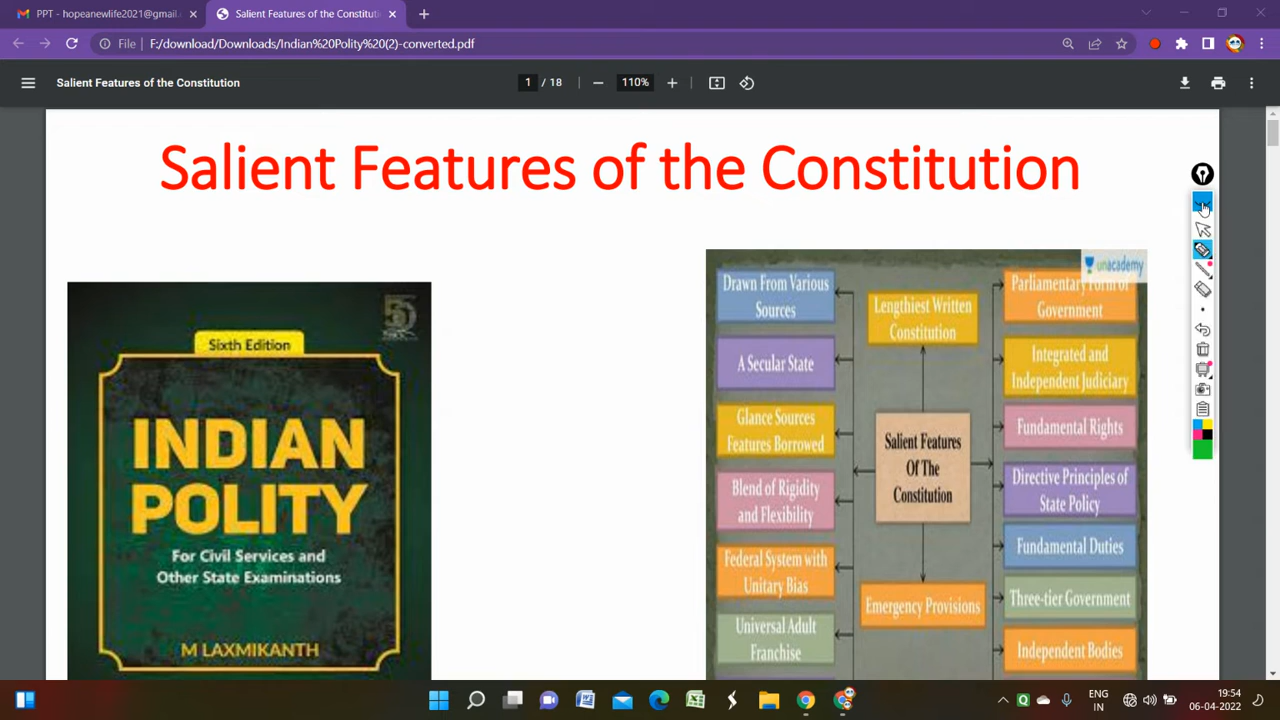 PPT - hopeanewlife2021@gmail.
Salient Features of the Constituti
File
F:/download/Downloads/Indian%20Polity%20(2)-converted.pdf
Salient Features of the Constitution
1 / 18
110%
Salient Features of the Constitution
Sixth Edition
INDIAN
POLITY
For Civil Services and
Other State Examinations
M LAXMIKANTH
unacademy
Drawn From Various
Sources
A Secular State
Glance Sources
Features Borrowed
Blend of Rigidity
and Flexibility
Federal System with
Unitary Bias
Universal Adult
Franchise
Lengthiest Written
Constitution
Salient Features
Of The
Constitution
Emergency Provisions
Parliamentary Form of
Government
Integrated and
Independent Judiciary
Fundamental Rights
Directive Principles of
State Policy
Fundamental Duties
Three-tier Government
Independent Bodies
ENG
IN
19:54
06-04-2022